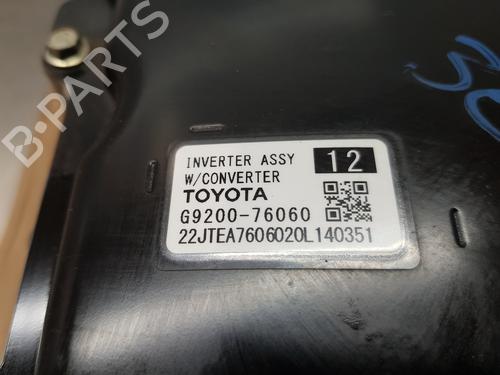 B-PARTS
INVERTER ASSY 12
W/CONVERTER
TOYOTA
G9200-76060
22JTEA7606020L140351